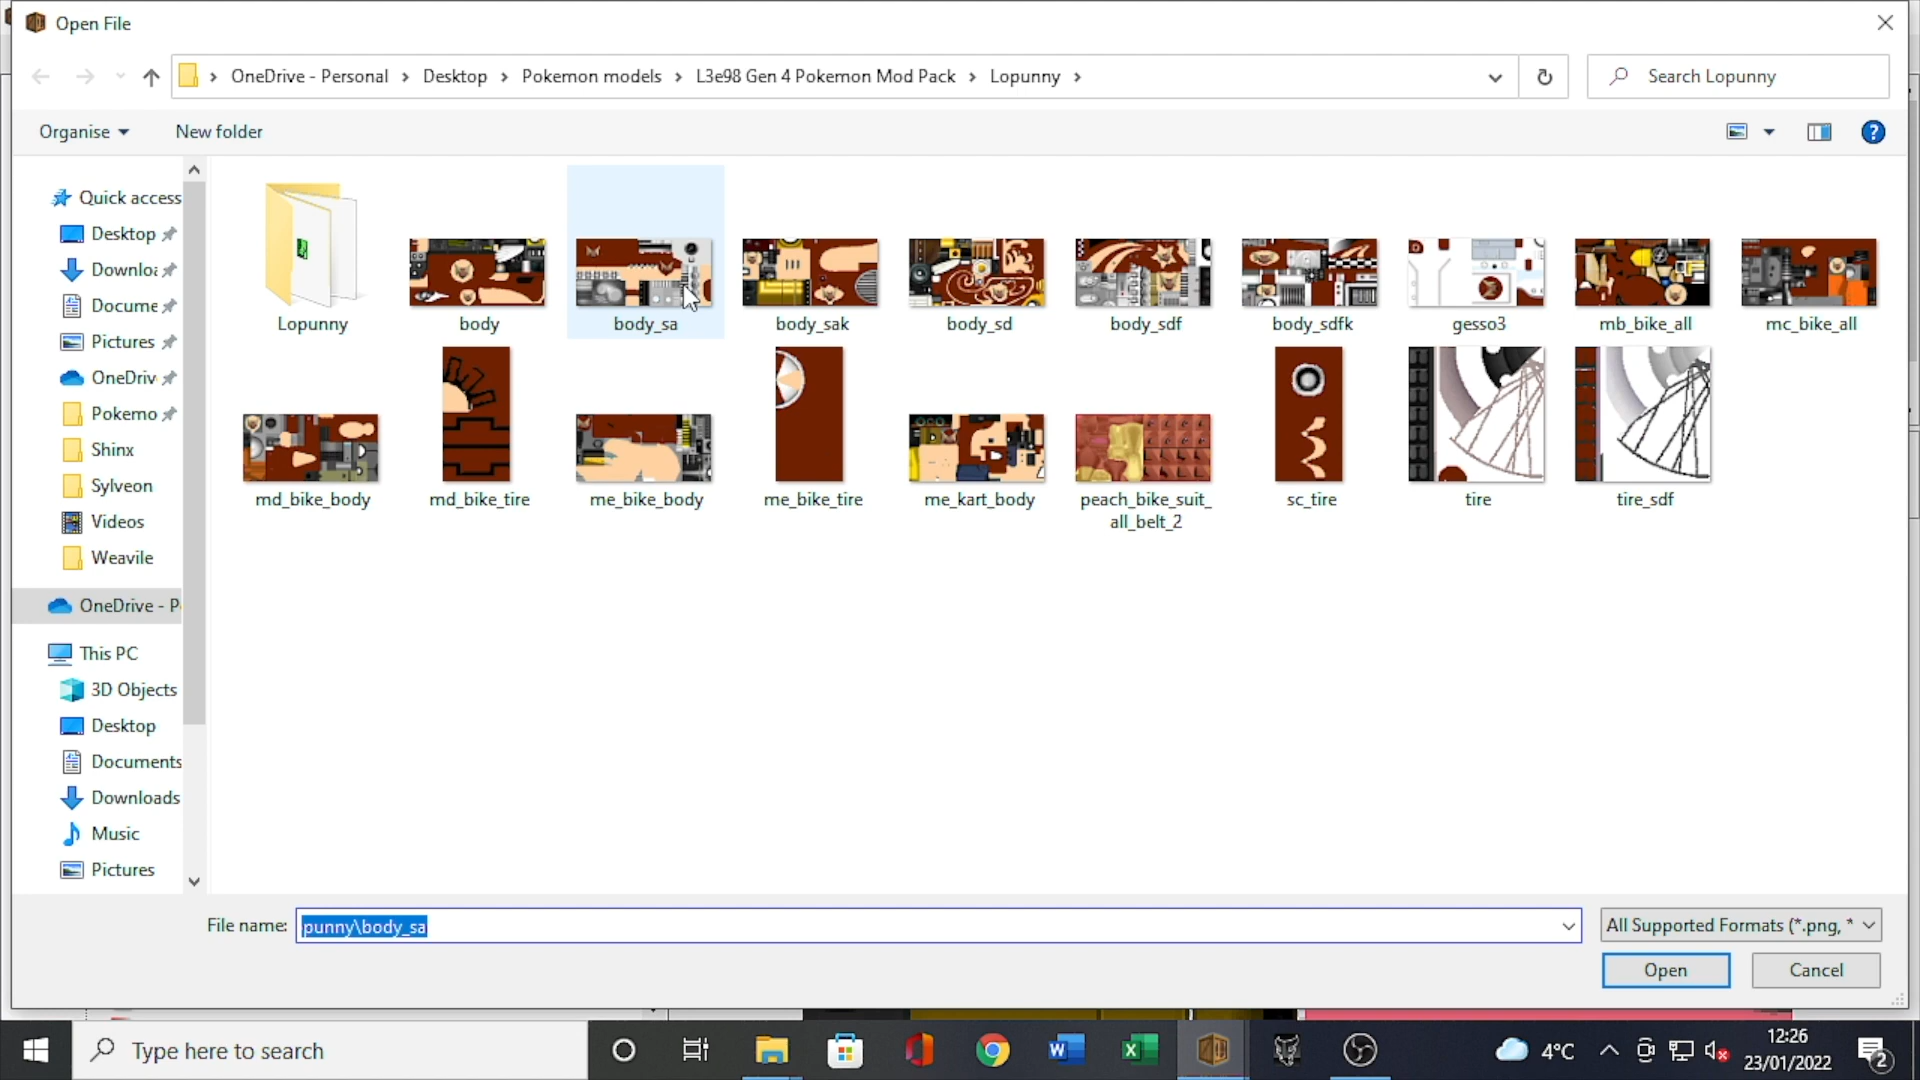 Open File
OneDrive - Personal > Desktop > Pokemon models > L3e98 Gen 4 Pokemon Mod Pack > Lopunny >
Search Lopunny
Organise
New folder
Quick access
Desktop
Downloa
Docume
Pictures
OneDriv
Pokemo
Shinx
Sylveon
Videos
Weavile
OneDrive - P
This PC
3D Objects
Desktop
Documents
Downloads
Music
Pictures
Lopunny
body
body_sa
body_sak
body_sd
body_sdf
body_sdfk
gesso3
mb_bike_all
mc_bike_all
md_bike_body
md_bike_tire
me_bike_body
me_bike_tire
me_kart_body
peach_bike_suit_
all_belt_2
sc_tire
tire
tire_sdf
File name:
punny\body_sa
All Supported Formats (*.png, *
Open
Cancel
Type here to search
4°C
12:26
23/01/2022
2